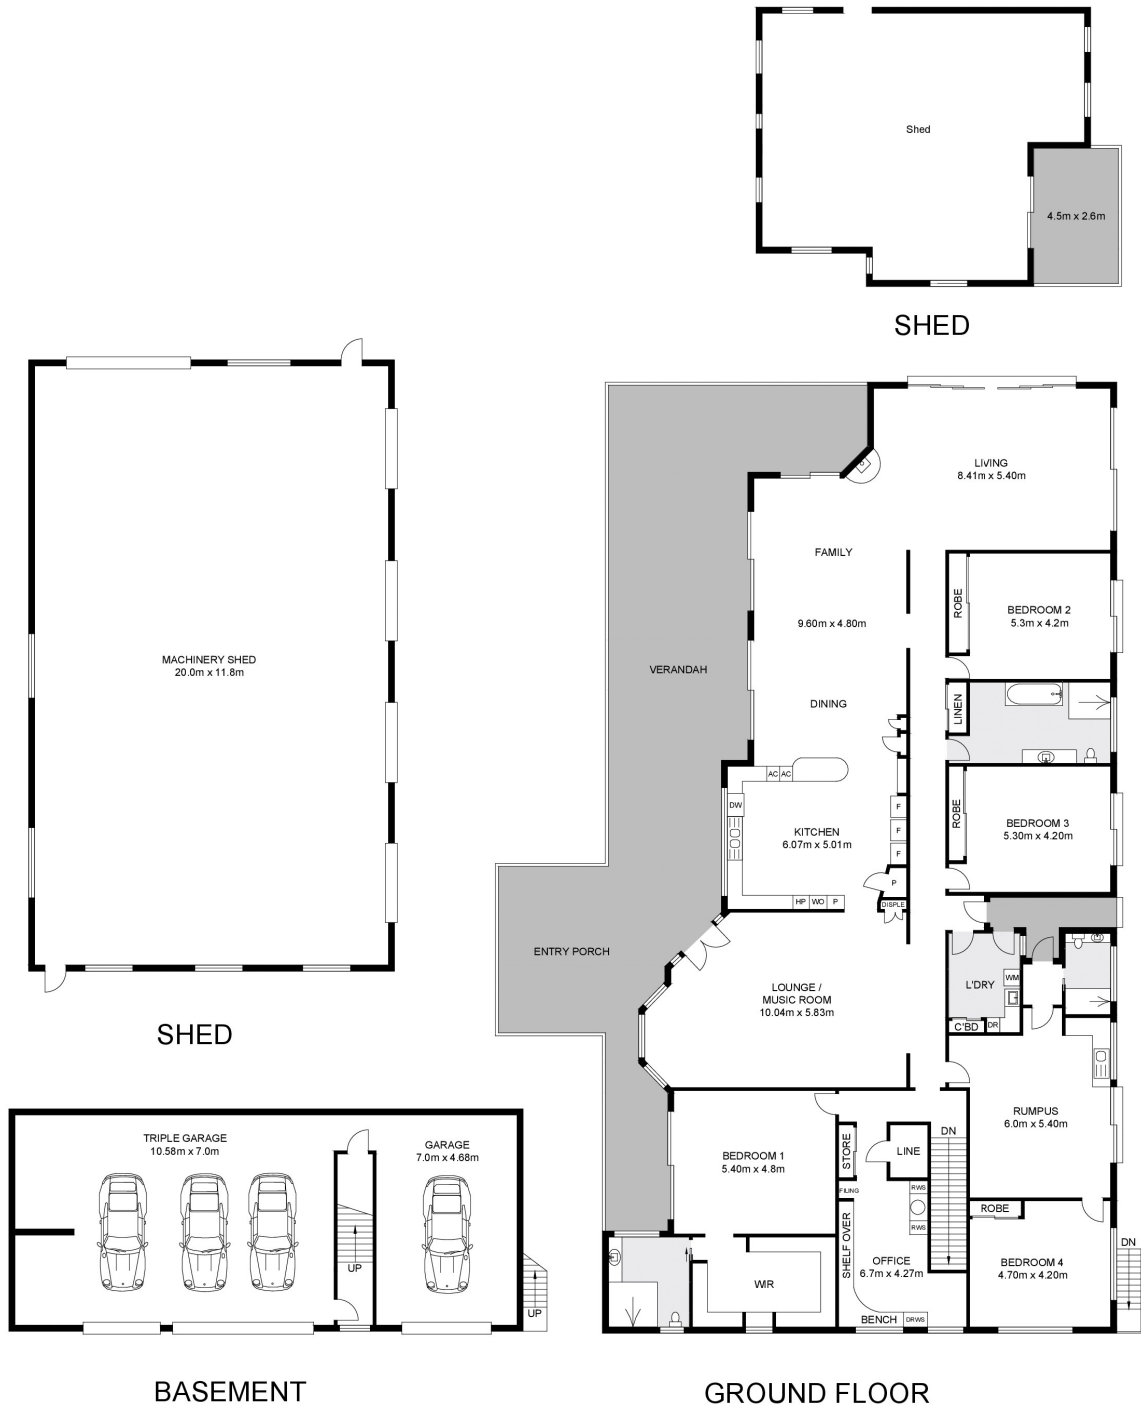 Shed
4.5m x 2.6m
SHED
MACHINERY SHED
20.0m x 11.8m
SHED
LIVING
8.41m x 5.40m
FAMILY
9.60m x 4.80m
DINING
VERANDAH
ROBE
BEDROOM 2
5.3m x 4.2m
LINEN
AC
AC
DW
KITCHEN
6.07m x 5.01m
F
F
F
P
HP
WO
P
DISPLE
ROBE
BEDROOM 3
5.30m x 4.20m
ENTRY PORCH
LOUNGE /
MUSIC ROOM
10.04m x 5.83m
L'DRY
WM
C'BD
DR
RUMPUS
6.0m x 5.40m
BEDROOM 1
5.40m x 4.8m
STORE
LINE
DN
FILING
RWS
RWS
SHELF OVER
OFFICE
6.7m x 4.27m
BENCH
DRWS
WIR
ROBE
BEDROOM 4
4.70m x 4.20m
DN
GROUND FLOOR
TRIPLE GARAGE
10.58m x 7.0m
GARAGE
7.0m x 4.68m
UP
UP
BASEMENT